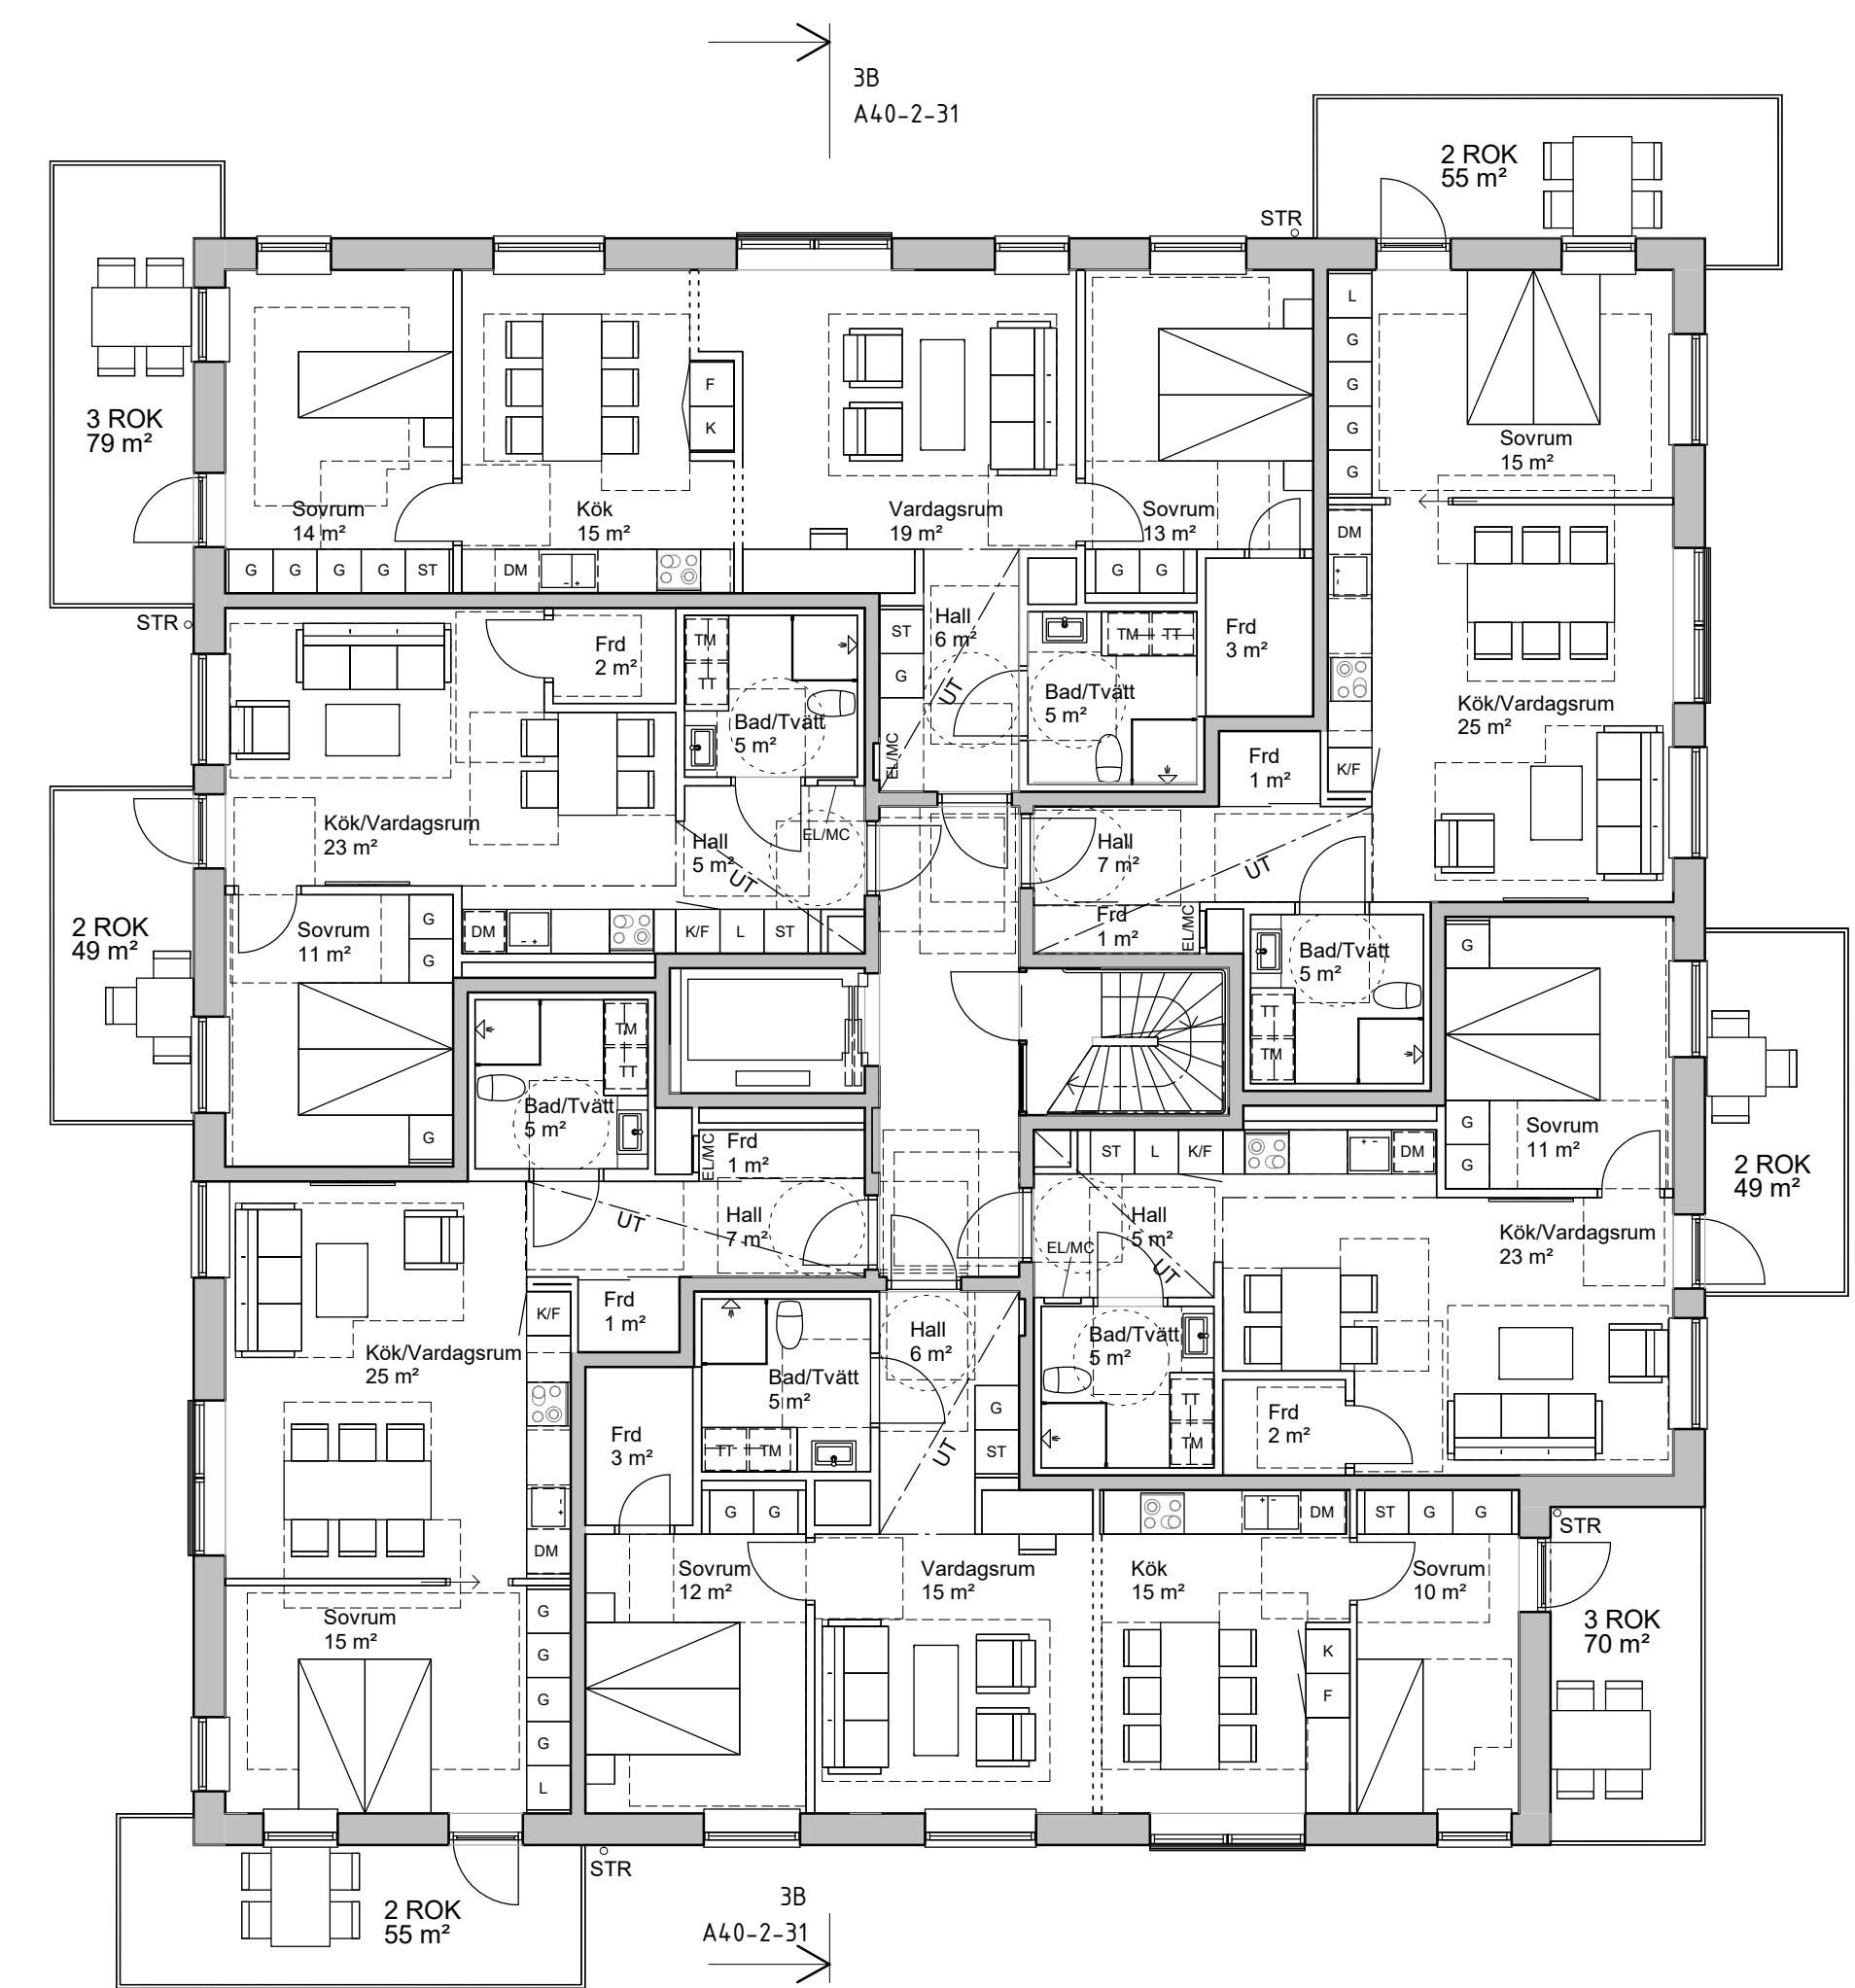 3B
A40-2-31
2 ROK
55 m²
STR
3 ROK
79 m²
Sovrum
14 m²
Kök
15 m²
F
K
Vardagsrum
19 m²
Sovrum
13 m²
L
G
G
G
G
Sovrum
15 m²
G
G
G
G
ST
DM
G
G
DM
STR
Frd
2 m²
TM
TT
Bad/Tvätt
5 m²
ST
G
Hall
6 m²
UT
EL/MC
Bad/Tvätt
5 m²
TM
TT
Frd
3 m²
Kök/Vardagsrum
25 m²
K/F
Frd
1 m²
Kök/Vardagsrum
23 m²
Hall
5 m²
EL/MC
UT
Hall
7 m²
UT
Frd
1 m²
EL/MC
2 ROK
49 m²
Sovrum
11 m²
G
G
G
DM
K/F
L
ST
Bad/Tvätt
5 m²
TT
TM
G
G
G
Sovrum
11 m²
2 ROK
49 m²
TM
TT
Bad/Tvätt
5 m²
EL/MC
Frd
1 m²
Hall
7 m²
UT
ST
L
K/F
DM
Hall
5 m²
EL/MC
UT
Kök/Vardagsrum
23 m²
K/F
Frd
1 m²
Kök/Vardagsrum
25 m²
Bad/Tvätt
5 m²
TT
TM
Hall
6 m²
UT
G
ST
Bad/Tvätt
5 m²
TT
TM
Frd
2 m²
Frd
3 m²
DM
G
G
DM
ST
G
G
STR
Sovrum
15 m²
G
G
G
G
L
Sovrum
12 m²
Vardagsrum
15 m²
Kök
15 m²
K
F
Sovrum
10 m²
3 ROK
70 m²
2 ROK
55 m²
STR
3B
A40-2-31